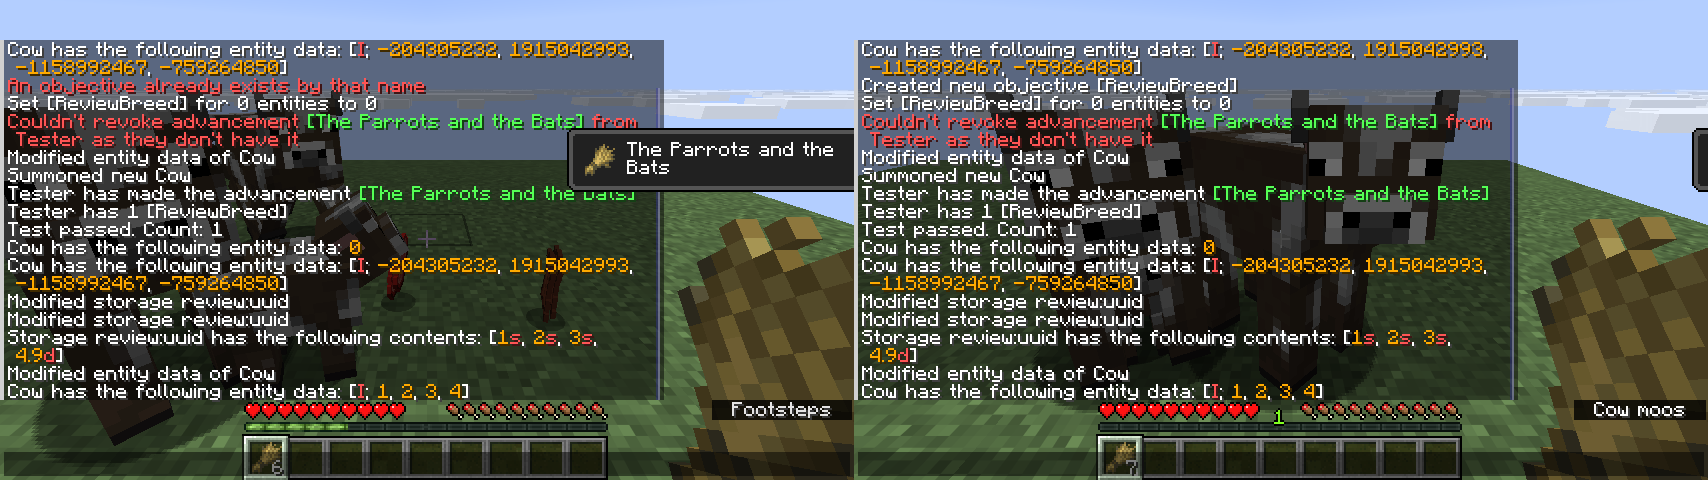 Cow has the following entity data: [I; -204305232, 1915042993,
-1158992467, -759264850]
An objective already exists by that name
Set [ReviewBreed] for 0 entities to 0
Couldn't revoke advancement [The Parrots and the Bats] from
Tester as they don't have it
Modified entity data of Cow
Summoned new Cow
Tester has made the advancement [The Parrots and the Bats]
Tester has 1 [ReviewBreed]
Test passed. Count: 1
Cow has the following entity data: 0
Cow has the following entity data: [I; -204305232, 1915042993,
-1158992467, -759264850]
Modified storage review:uuid
Modified storage review:uuid
Storage review:uuid has the following contents: [1s, 2s, 3s,
4.9d]
Modified entity data of Cow
Cow has the following entity data: [I; 1, 2, 3, 4]
The Parrots and the
Bats
Footsteps
6
Cow has the following entity data: [I; -204305232, 1915042993,
-1158992467, -759264850]
Created new objective [ReviewBreed]
Set [ReviewBreed] for 0 entities to 0
Couldn't revoke advancement [The Parrots and the Bats] from
Tester as they don't have it
Modified entity data of Cow
Summoned new Cow
Tester has made the advancement [The Parrots and the Bats]
Tester has 1 [ReviewBreed]
Test passed. Count: 1
Cow has the following entity data: 0
Cow has the following entity data: [I; -204305232, 1915042993,
-1158992467, -759264850]
Modified storage review:uuid
Modified storage review:uuid
Storage review:uuid has the following contents: [1s, 2s, 3s,
4.9d]
Modified entity data of Cow
Cow has the following entity data: [I; 1, 2, 3, 4]
Cow moos
1
7